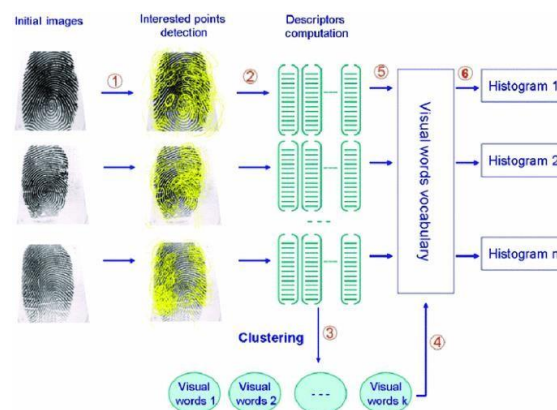 Initial images
Interested points
detection
Descriptors
computation
①
②
⑤
⑥
Histogram 1
Histogram 2
Histogram n
Visual words vocabulary
Clustering
③
④
Visual
words 1
Visual
words 2
Visual
words k